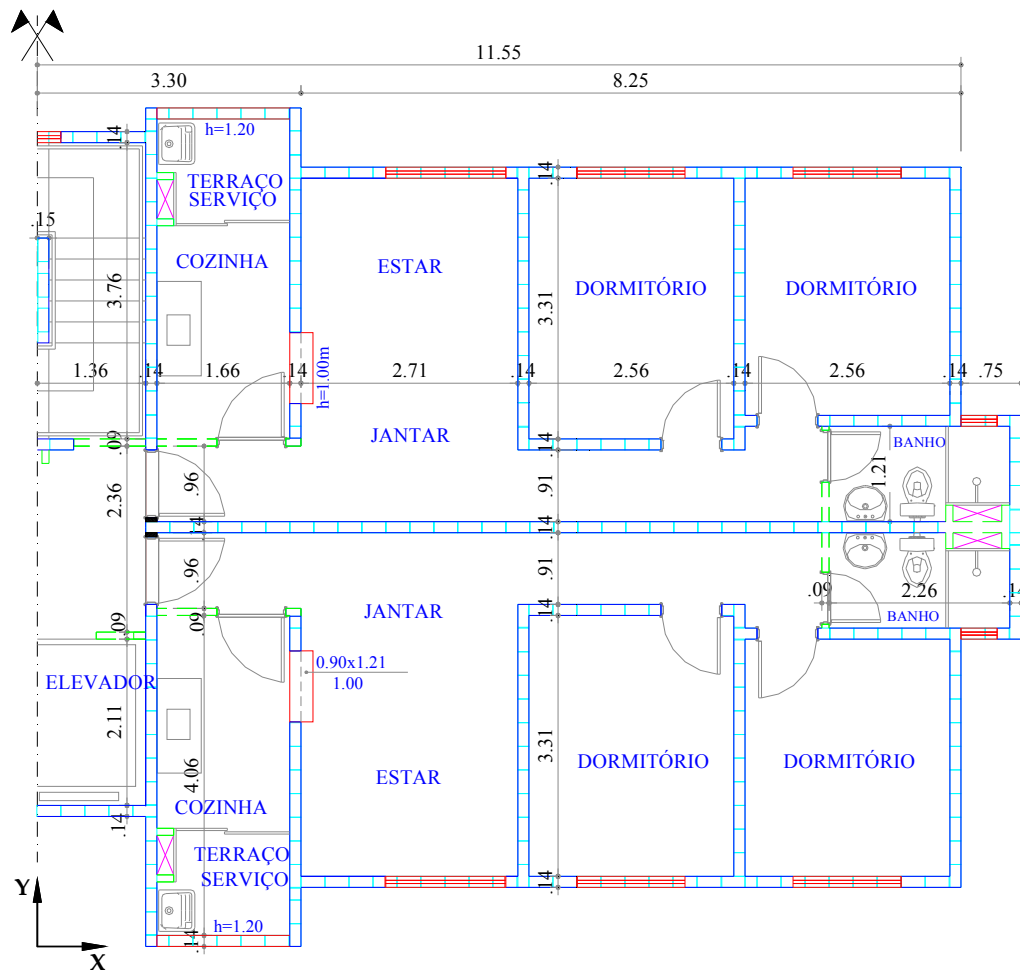 11.55
3.30 8.25
.14 h=1.20 .14
TERRAÇO
SERVIÇO
.15
COZINHA ESTAR
3.76 3.31 DORMITÓRIO DORMITÓRIO
1.36 .14 1.66 .14 2.71 .14 2.56 .14 2.56 .14 .75
h=1.00m
.09 JANTAR .14 BANHO
1.21
2.36 .96 .91
.14 .14
.96 .91
.09 2.26 .14
.09 .09 JANTAR .14 BANHO
0.90x1.21
1.00
ELEVADOR
2.11 4.06 ESTAR 3.31 DORMITÓRIO DORMITÓRIO
COZINHA
.14
TERRAÇO
SERVIÇO
.14
h=1.20
.14
Y
X